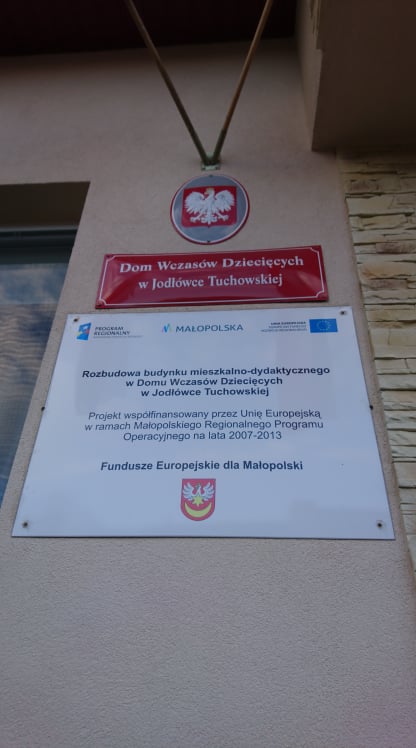 Dom Wczasów Dziecięcych
w Jodłówce Tuchowskiej
PROGRAM
REGIONALNY
MAŁOPOLSKA
UNIA EUROPEJSKA
Rozbudowa budynku mieszkalno-dydaktycznego
w Domu Wczasów Dziecięcych
w Jodłówce Tuchowskiej
Projekt współfinansowany przez Unię Europejską
w ramach Małopolskiego Regionalnego Programu
Operacyjnego na lata 2007-2013
Fundusze Europejskie dla Małopolski